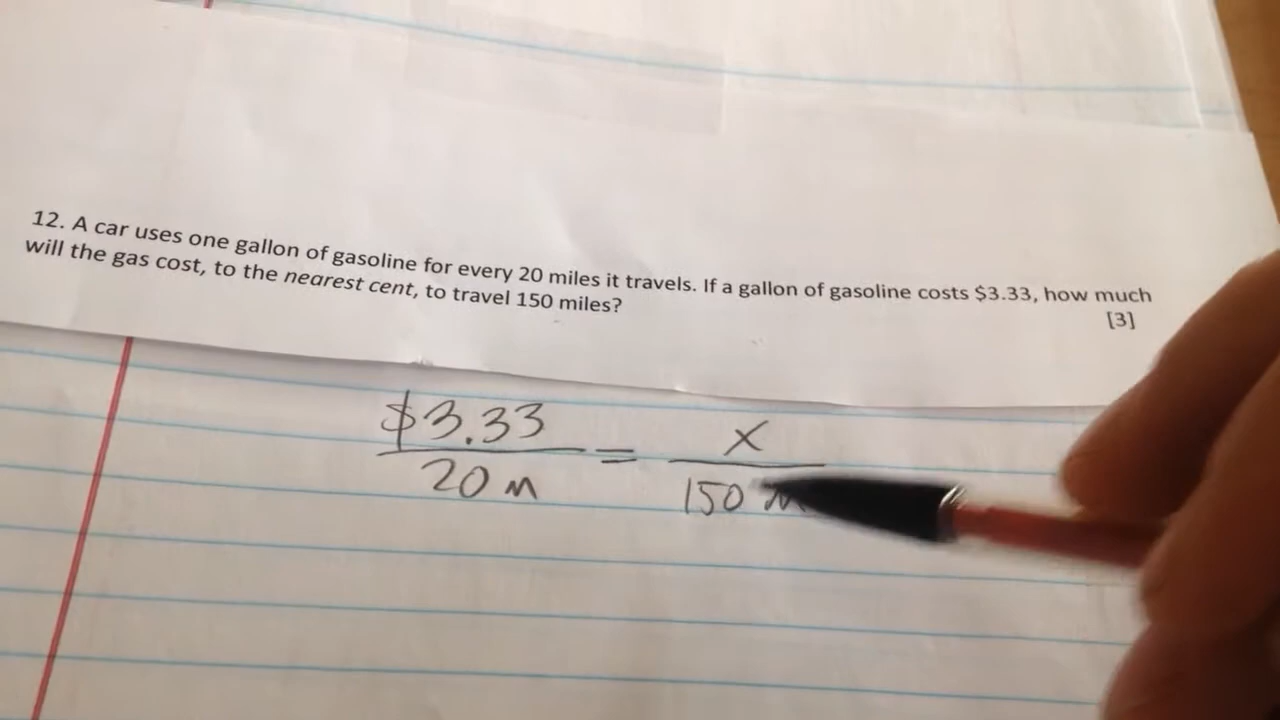 12. A car uses one gallon of gasoline for every 20 miles it travels. If a gallon of gasoline costs $3.33, how much
will the gas cost, to the nearest cent, to travel 150 miles?
[3]
$3.33 = x
20 m 150 m